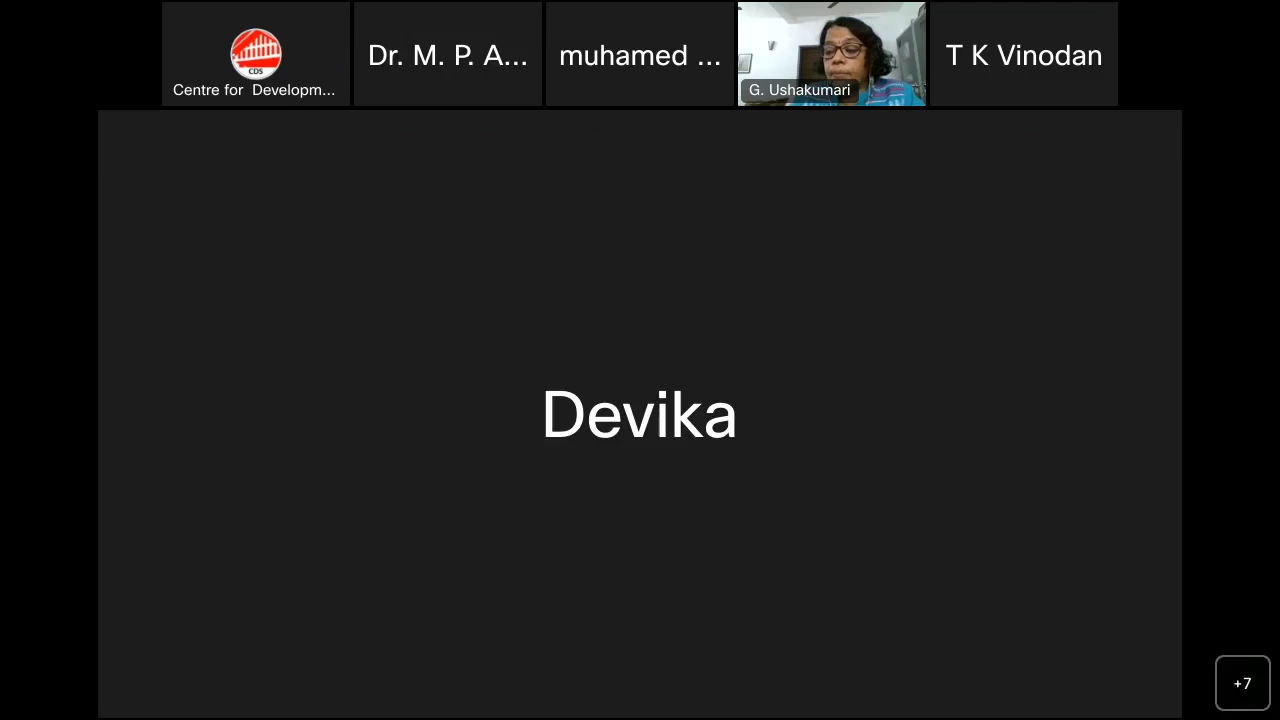 CDS
Centre for Developm...
Dr. M. P. A...
muhamed ...
G. Ushakumari
T K Vinodan
Devika
+7